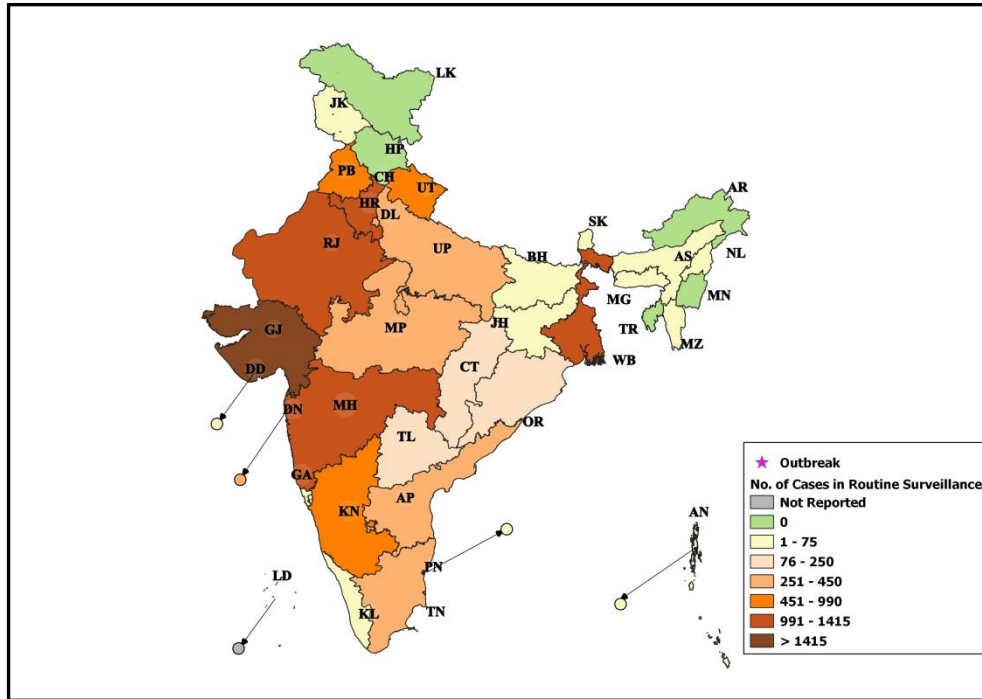 LK
JK
HP
PB
CH
UT
HR
DL
AR
SK
RJ
UP
BH
AS
NL
MG
MN
GJ
MP
JH
TR
MZ
WB
DD
CT
DN
MH
OR
TL
GA
AP
KN
AN
PN
LD
KL
TN
Outbreak
No. of Cases in Routine Surveillance
Not Reported
0
1 - 75
76 - 250
251 - 450
451 - 990
991 - 1415
> 1415